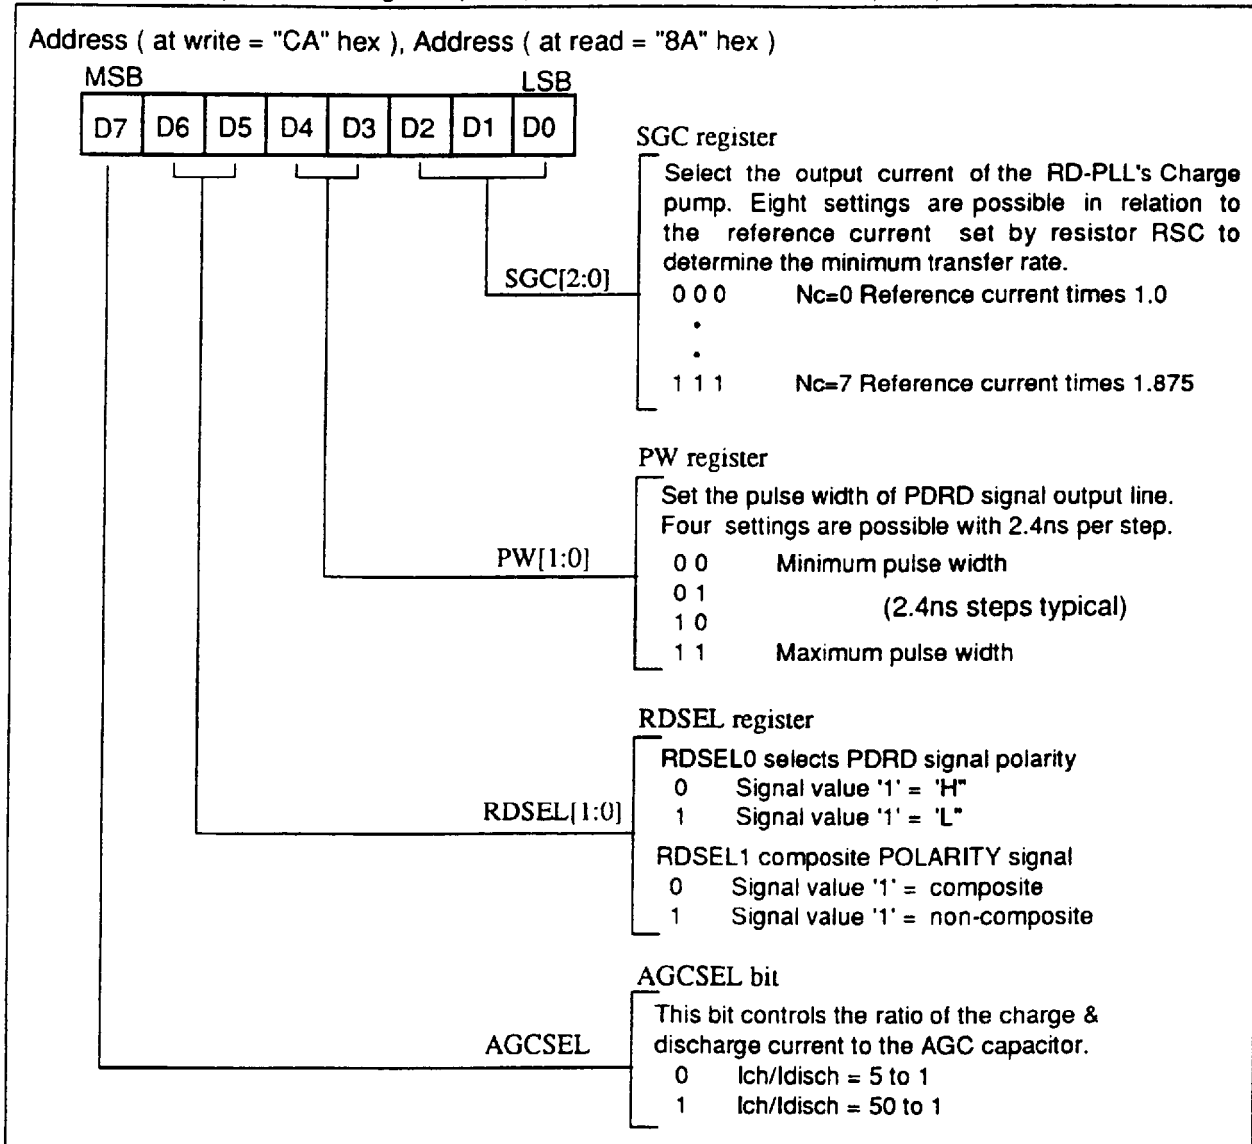 Address ( at write = "CA" hex ), Address ( at read = "8A" hex )
MSB LSB
D7 D6 D5 D4 D3 D2 D1 D0
SGC register
Select the output current of the RD-PLL's Charge
pump. Eight settings are possible in relation to
the reference current set by resistor RSC to
determine the minimum transfer rate.
SGC[2:0]
0 0 0 Nc=0 Reference current times 1.0
•
•
1 1 1 Nc=7 Reference current times 1.875
PW register
Set the pulse width of PDRD signal output line.
Four settings are possible with 2.4ns per step.
PW[1:0]
0 0 Minimum pulse width
0 1
(2.4ns steps typical)
1 0
1 1 Maximum pulse width
RDSEL register
RDSEL0 selects PDRD signal polarity
0 Signal value '1' = 'H"
RDSEL[1:0]
1 Signal value '1' = 'L"
RDSEL1 composite POLARITY signal
0 Signal value '1' = composite
1 Signal value '1' = non-composite
AGCSEL bit
This bit controls the ratio of the charge &
AGCSEL
discharge current to the AGC capacitor.
0 Ich/Idisch = 5 to 1
1 Ich/Idisch = 50 to 1